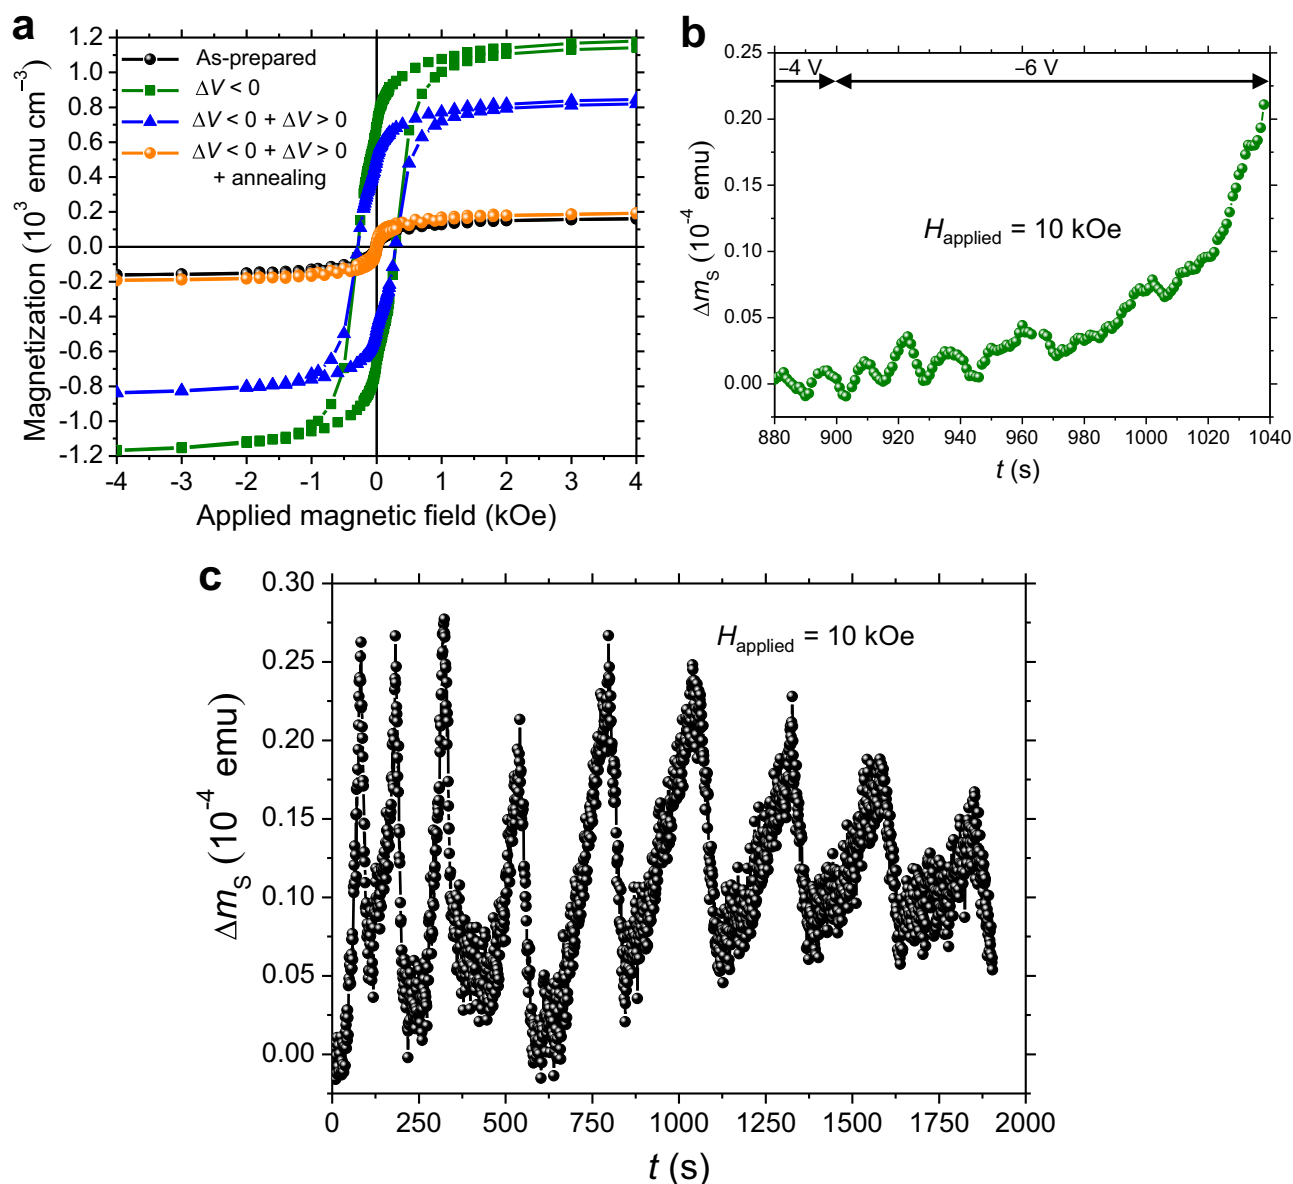 a
As-prepared
ΔV < 0
ΔV < 0 + ΔV > 0
ΔV < 0 + ΔV > 0
+ annealing
Magnetization (10³ emu cm⁻³)
1.2
1.0
0.8
0.6
0.4
0.2
0.0
-0.2
-0.4
-0.6
-0.8
-1.0
-1.2
-4 -3 -2 -1 0 1 2 3 4
Applied magnetic field (kOe)
b
−4 V −6 V
H_applied = 10 kOe
Δm_S (10⁻⁴ emu)
0.25
0.20
0.15
0.10
0.05
0.00
880 900 920 940 960 980 1000 1020 1040
t (s)
c
H_applied = 10 kOe
Δm_S (10⁻⁴ emu)
0.30
0.25
0.20
0.15
0.10
0.05
0.00
0 250 500 750 1000 1250 1500 1750 2000
t (s)